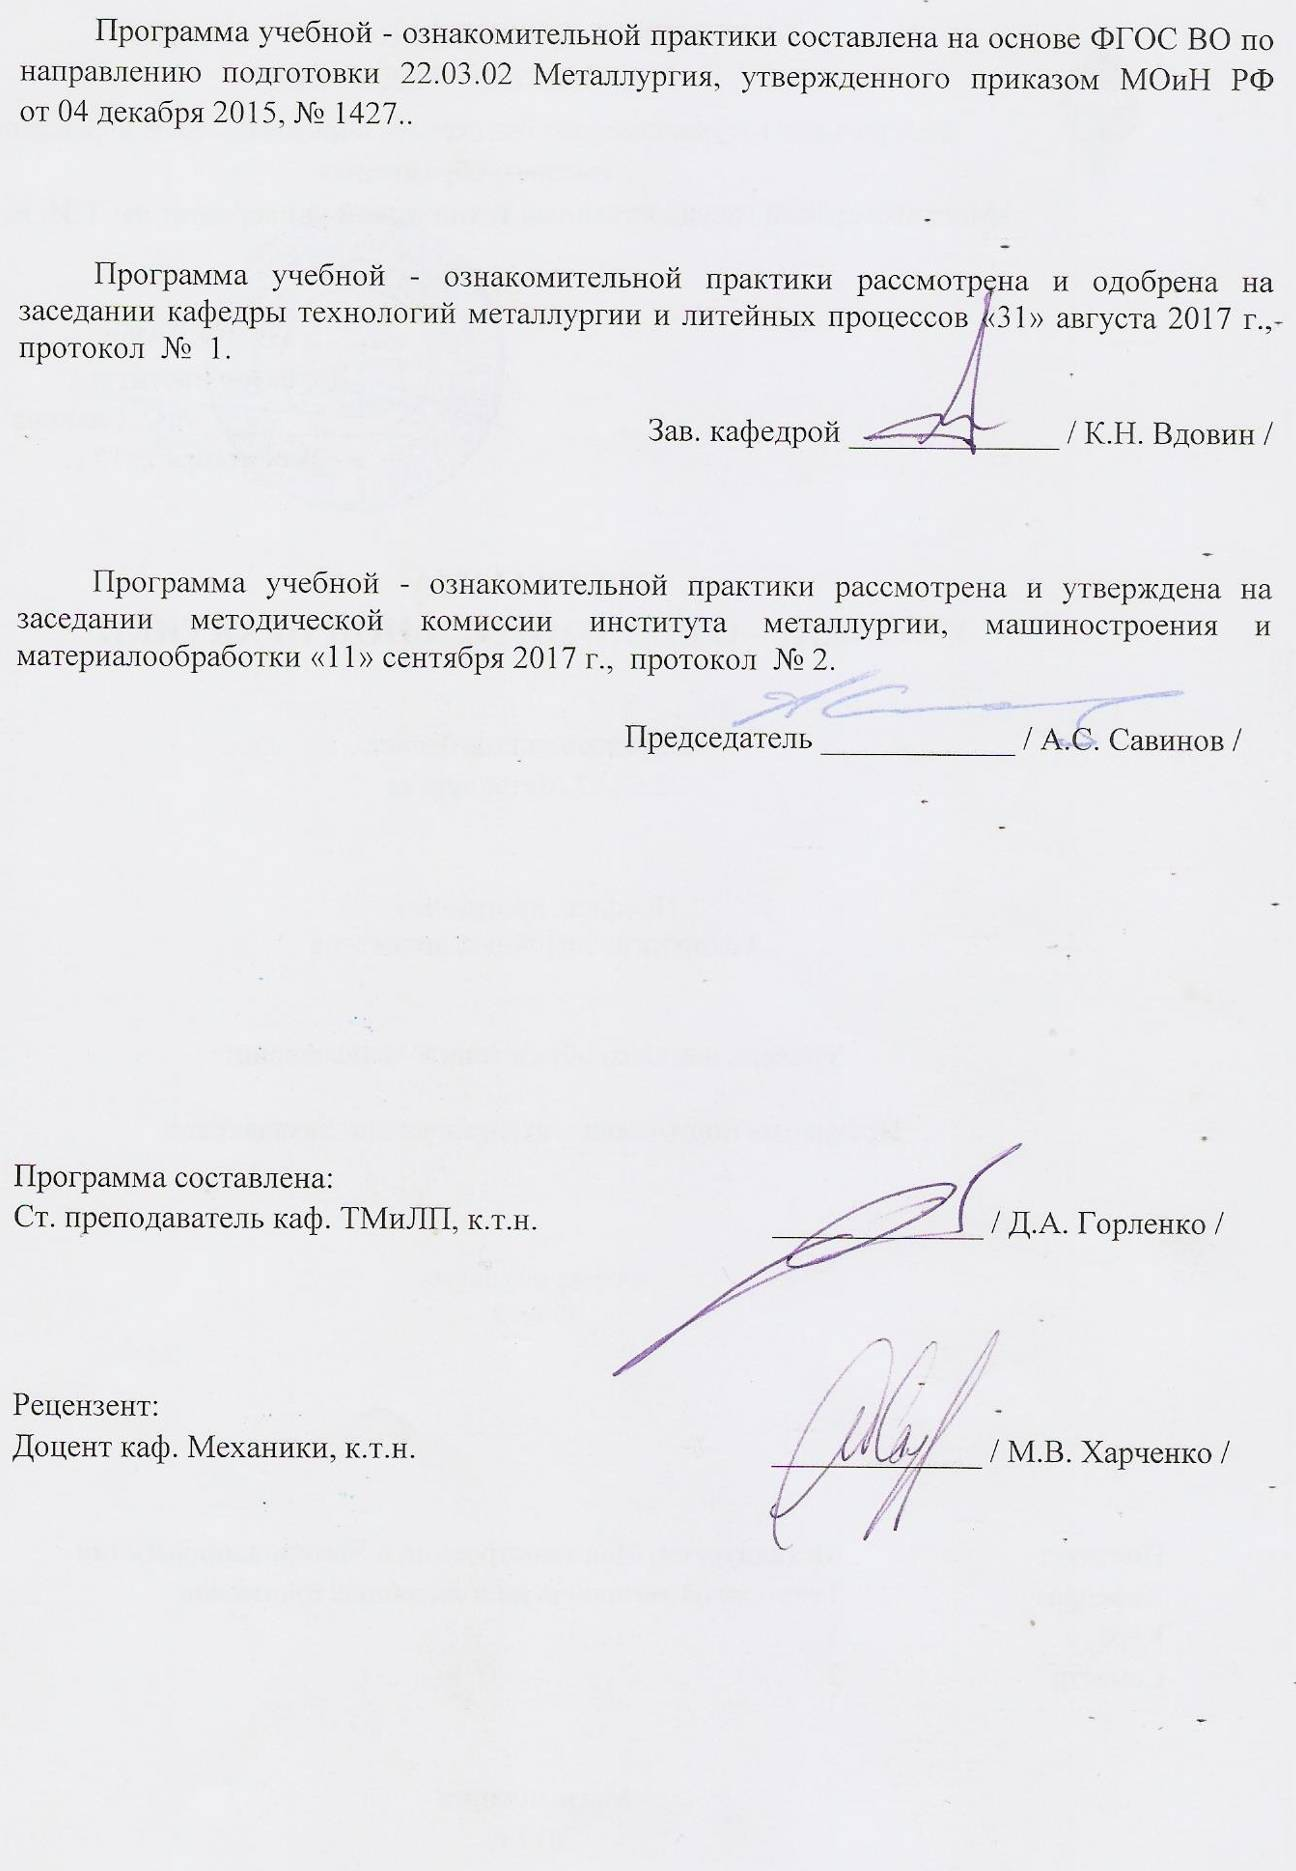 Программа учебной - ознакомительной практики составлена на основе ФГОС ВО по
направлению подготовки 22.03.02 Металлургия, утвержденного приказом МОиН РФ
от 04 декабря 2015, № 1427..
Программа учебной - ознакомительной практики рассмотрена и одобрена на
заседании кафедры технологий металлургии и литейных процессов «31» августа 2017 г.,
протокол № 1.
Зав. кафедрой ______________ / К.Н. Вдовин /
Программа учебной - ознакомительной практики рассмотрена и утверждена на
заседании методической комиссии института металлургии, машиностроения и
материалообработки «11» сентября 2017 г., протокол № 2.
Председатель _____________ / А.С. Савинов /
Программа составлена:
Ст. преподаватель каф. ТМиЛП, к.т.н. ______________ / Д.А. Горленко /
Рецензент:
Доцент каф. Механики, к.т.н. ______________ / М.В. Харченко /